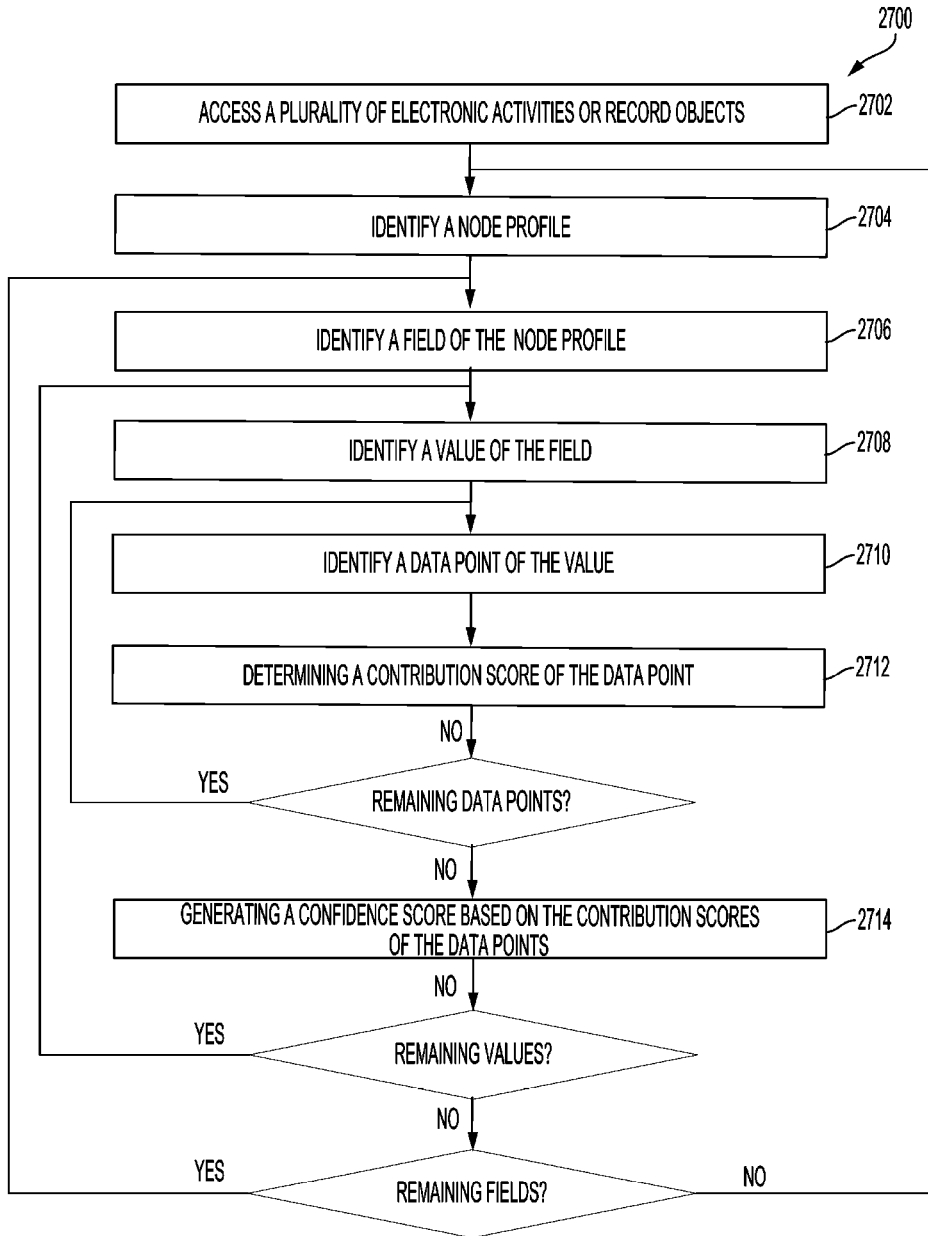 2700
ACCESS A PLURALITY OF ELECTRONIC ACTIVITIES OR RECORD OBJECTS
2702
IDENTIFY A NODE PROFILE
2704
IDENTIFY A FIELD OF THE NODE PROFILE
2706
IDENTIFY A VALUE OF THE FIELD
2708
IDENTIFY A DATA POINT OF THE VALUE
2710
DETERMINING A CONTRIBUTION SCORE OF THE DATA POINT
2712
NO
YES
REMAINING DATA POINTS?
NO
GENERATING A CONFIDENCE SCORE BASED ON THE CONTRIBUTION SCORES
OF THE DATA POINTS
2714
NO
YES
REMAINING VALUES?
NO
YES
REMAINING FIELDS?
NO